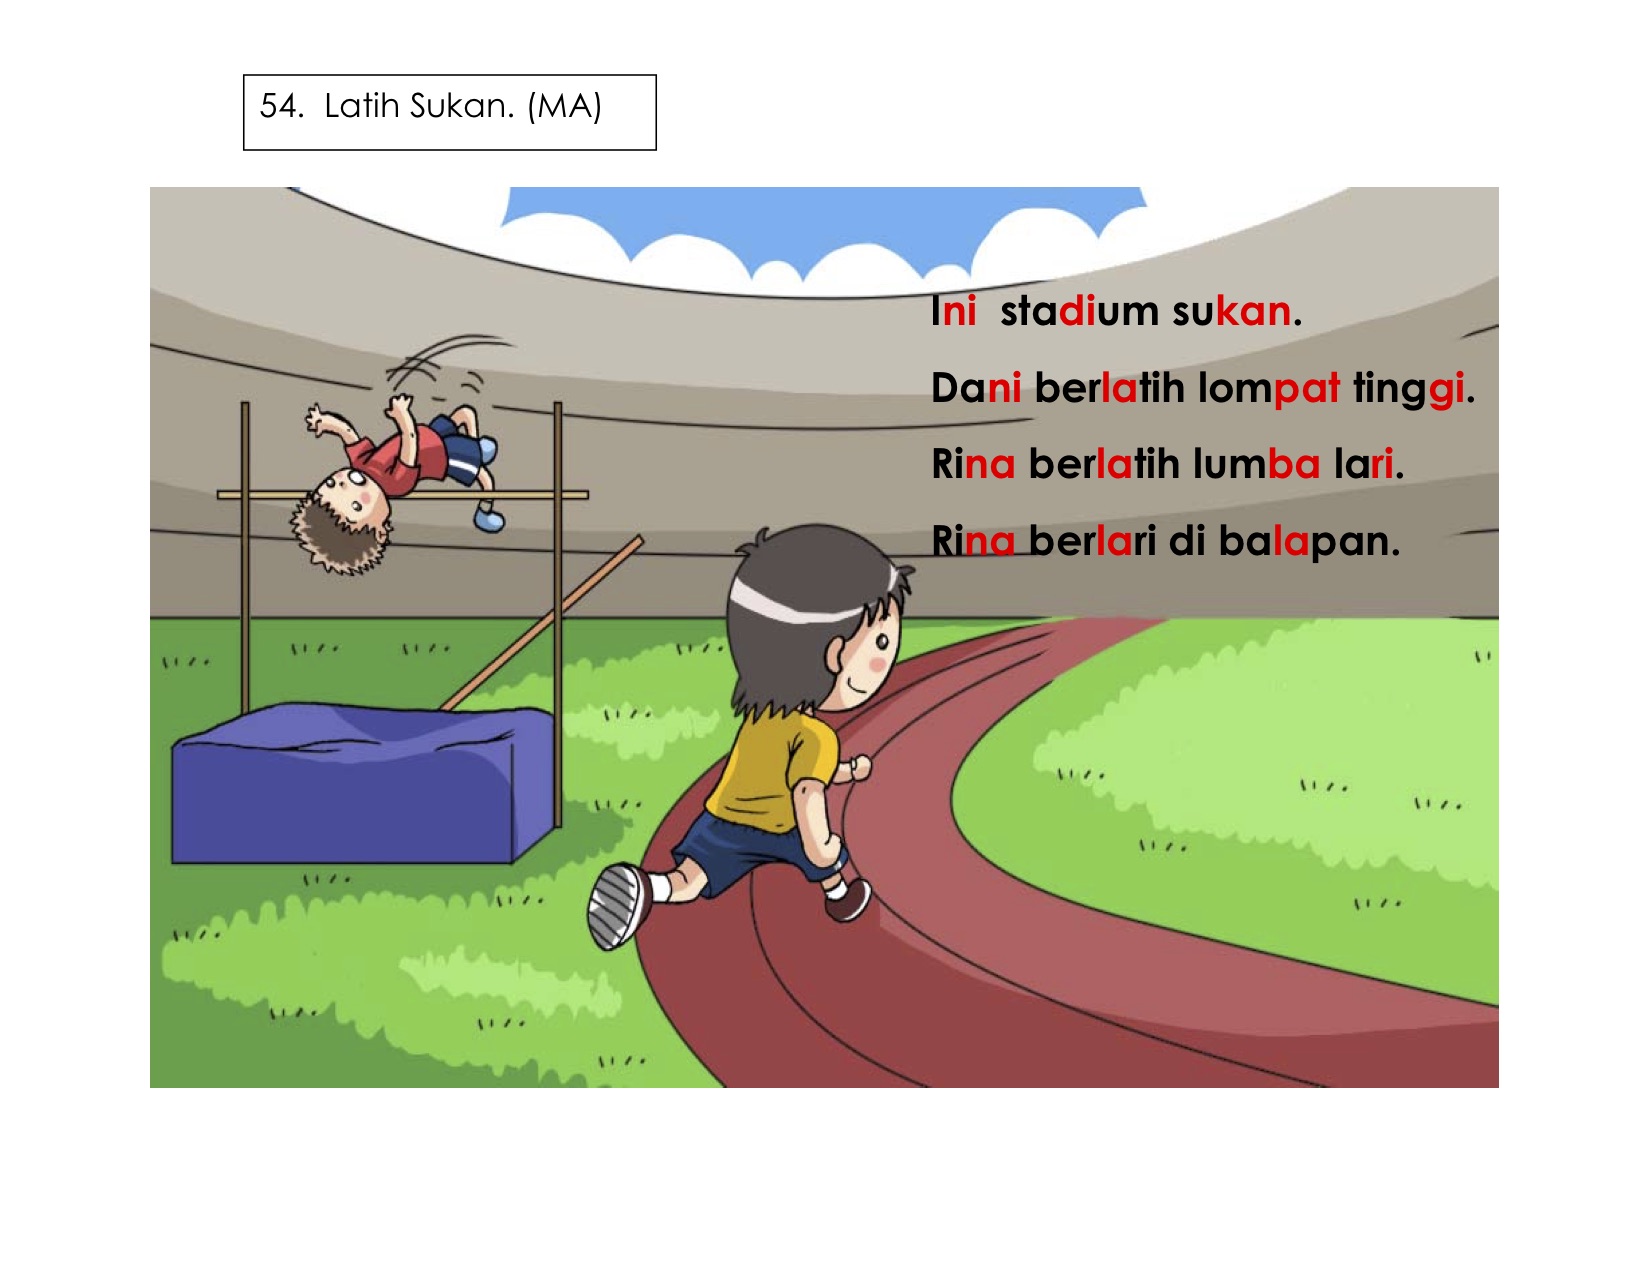 54. Latih Sukan. (MA)
Ini stadium sukan.
Dani berlatih lompat tinggi.
Rina berlatih lumba lari.
Rina berlari di balapan.